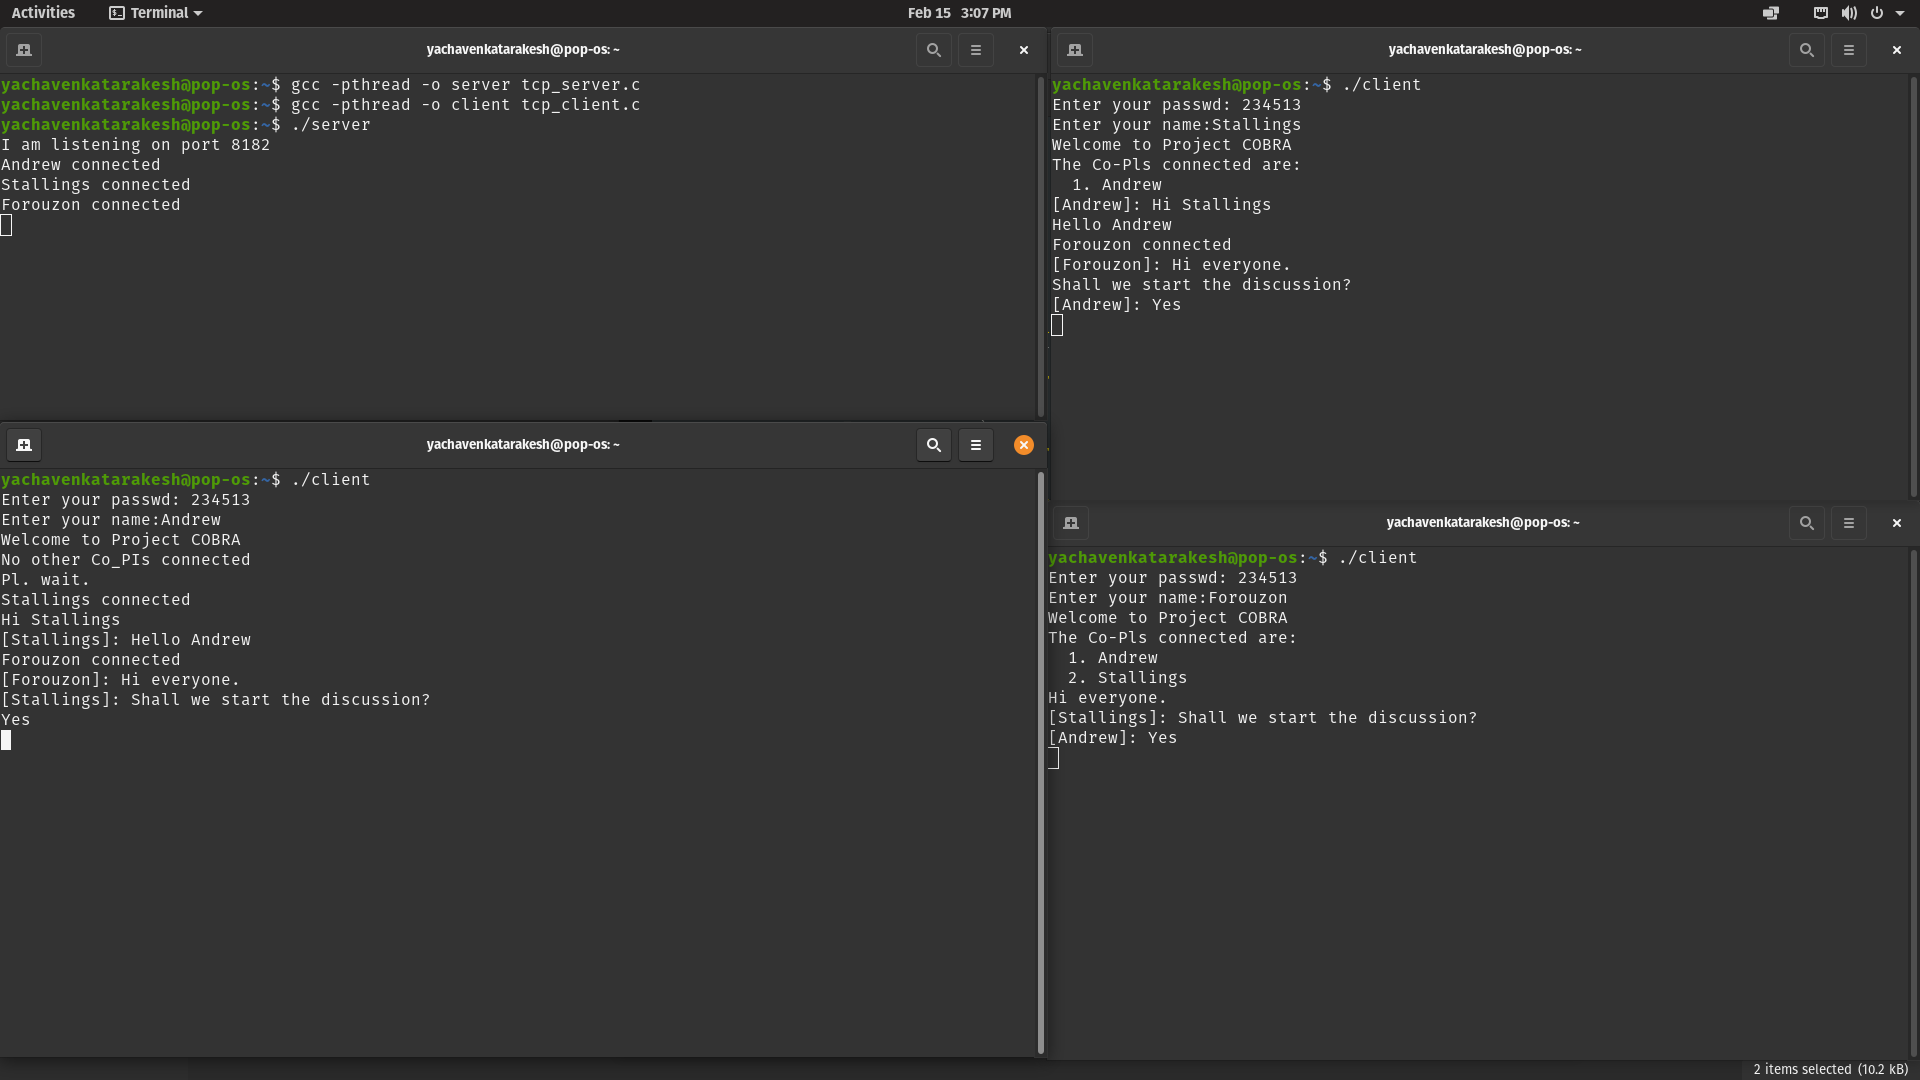 Activities
Terminal
Feb 15 3:07 PM
yachavenkatarakesh@pop-os: ~
yachavenkatarakesh@pop-os:~$ gcc -pthread -o server tcp_server.c
yachavenkatarakesh@pop-os:~$ gcc -pthread -o client tcp_client.c
yachavenkatarakesh@pop-os:~$ ./server
I am listening on port 8182
Andrew connected
Stallings connected
Forouzon connected
yachavenkatarakesh@pop-os: ~
yachavenkatarakesh@pop-os:~$ ./client
Enter your passwd: 234513
Enter your name:Stallings
Welcome to Project COBRA
The Co-Pls connected are:
1. Andrew
[Andrew]: Hi Stallings
Hello Andrew
Forouzon connected
[Forouzon]: Hi everyone.
Shall we start the discussion?
[Andrew]: Yes
yachavenkatarakesh@pop-os: ~
yachavenkatarakesh@pop-os:~$ ./client
Enter your passwd: 234513
Enter your name:Andrew
Welcome to Project COBRA
No other Co_PIs connected
Pl. wait.
Stallings connected
Hi Stallings
[Stallings]: Hello Andrew
Forouzon connected
[Forouzon]: Hi everyone.
[Stallings]: Shall we start the discussion?
Yes
yachavenkatarakesh@pop-os: ~
yachavenkatarakesh@pop-os:~$ ./client
Enter your passwd: 234513
Enter your name:Forouzon
Welcome to Project COBRA
The Co-Pls connected are:
1. Andrew
2. Stallings
Hi everyone.
[Stallings]: Shall we start the discussion?
[Andrew]: Yes
2 items selected (10.2 kB)